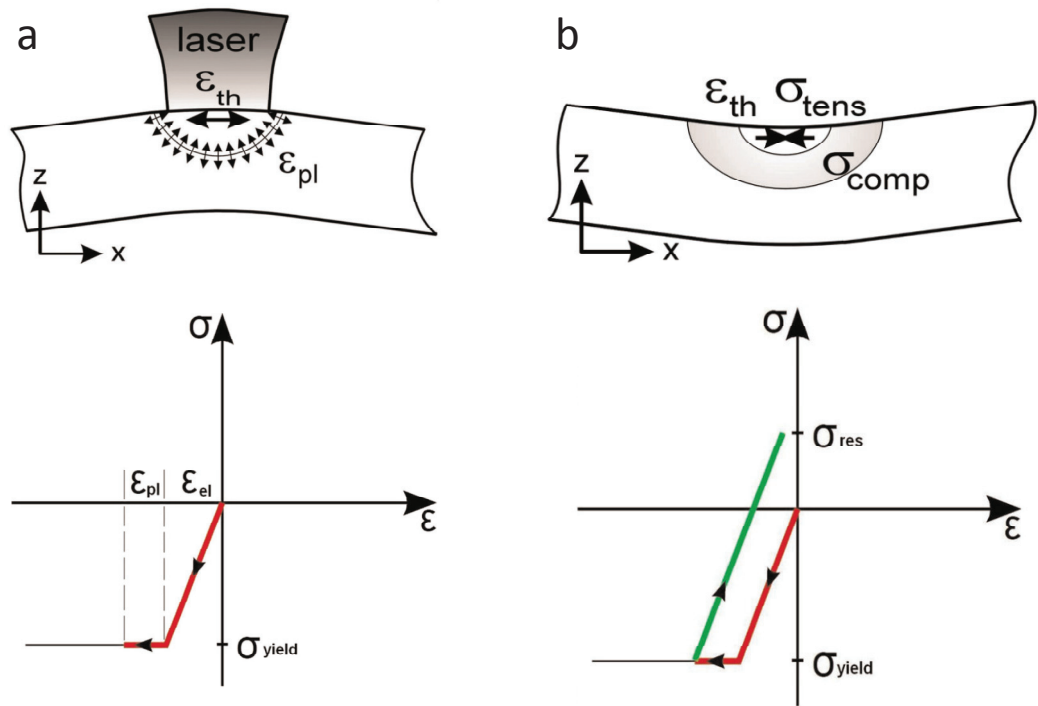 a
laser
εth
εpl
z
x
σ
εpl εel
ε
σyield
b
εth σtens
σcomp
z
x
σ
σres
ε
σyield